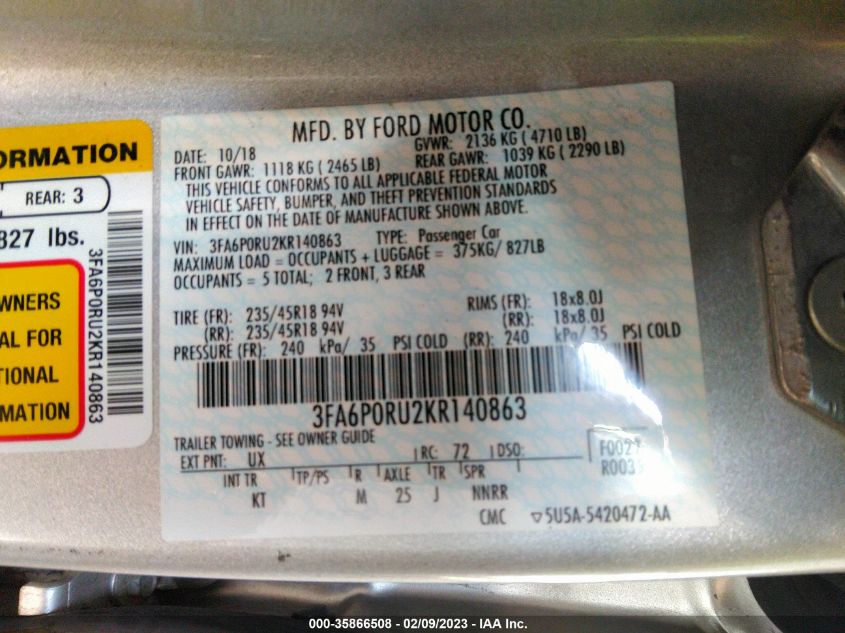 ORMATION
REAR: 3
827 lbs.
WNERS
AL FOR
TIONAL
MATION
3FA6P0RU2KR140863
MFD. BY FORD MOTOR CO.
DATE: 10/18 GVWR: 2136 KG ( 4710 LB)
FRONT GAWR: 1118 KG ( 2465 LB) REAR GAWR: 1039 KG ( 2290 LB)
THIS VEHICLE CONFORMS TO ALL APPLICABLE FEDERAL MOTOR
VEHICLE SAFETY, BUMPER, AND THEFT PREVENTION STANDARDS
IN EFFECT ON THE DATE OF MANUFACTURE SHOWN ABOVE.
VIN: 3FA6P0RU2KR140863 TYPE: Passenger Car
MAXIMUM LOAD = OCCUPANTS + LUGGAGE = 375KG/ 827LB
OCCUPANTS = 5 TOTAL; 2 FRONT, 3 REAR
TIRE (FR): 235/45R18 94V RIMS (FR): 18x8.0J
(RR): 235/45R18 94V (RR): 18x8.0J
PRESSURE (FR): 240 kPa/ 35 PSI COLD (RR): 240 kPa/ 35 PSI COLD
3FA6P0RU2KR140863
TRAILER TOWING - SEE OWNER GUIDE
EXT PNT: UX RC: 72 DSO:
F002
R003
INT TR TP/PS R AXLE TR SPR
KT M 25 J NNRR
CMC ▽5U5A-5420472-AA
000-35866508 — 02/09/2023 — IAA Inc.